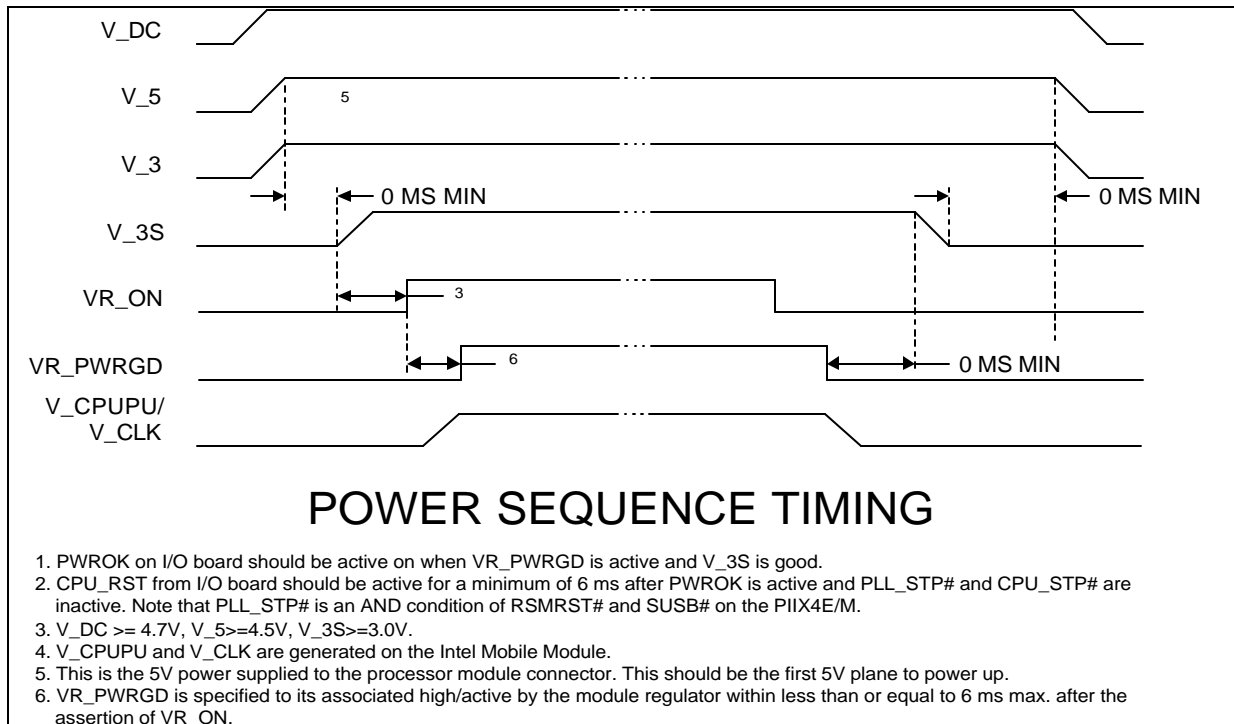 V_DC
V_5
5
V_3
0 MS MIN
0 MS MIN
V_3S
VR_ON
3
VR_PWRGD
6
0 MS MIN
V_CPUPU/
V_CLK
POWER SEQUENCE TIMING
1. PWROK on I/O board should be active on when VR_PWRGD is active and V_3S is good.
2. CPU_RST from I/O board should be active for a minimum of 6 ms after PWROK is active and PLL_STP# and CPU_STP# are
inactive. Note that PLL_STP# is an AND condition of RSMRST# and SUSB# on the PIIX4E/M.
3. V_DC >= 4.7V, V_5>=4.5V, V_3S>=3.0V.
4. V_CPUPU and V_CLK are generated on the Intel Mobile Module.
5. This is the 5V power supplied to the processor module connector. This should be the first 5V plane to power up.
6. VR_PWRGD is specified to its associated high/active by the module regulator within less than or equal to 6 ms max. after the
assertion of VR_ON.